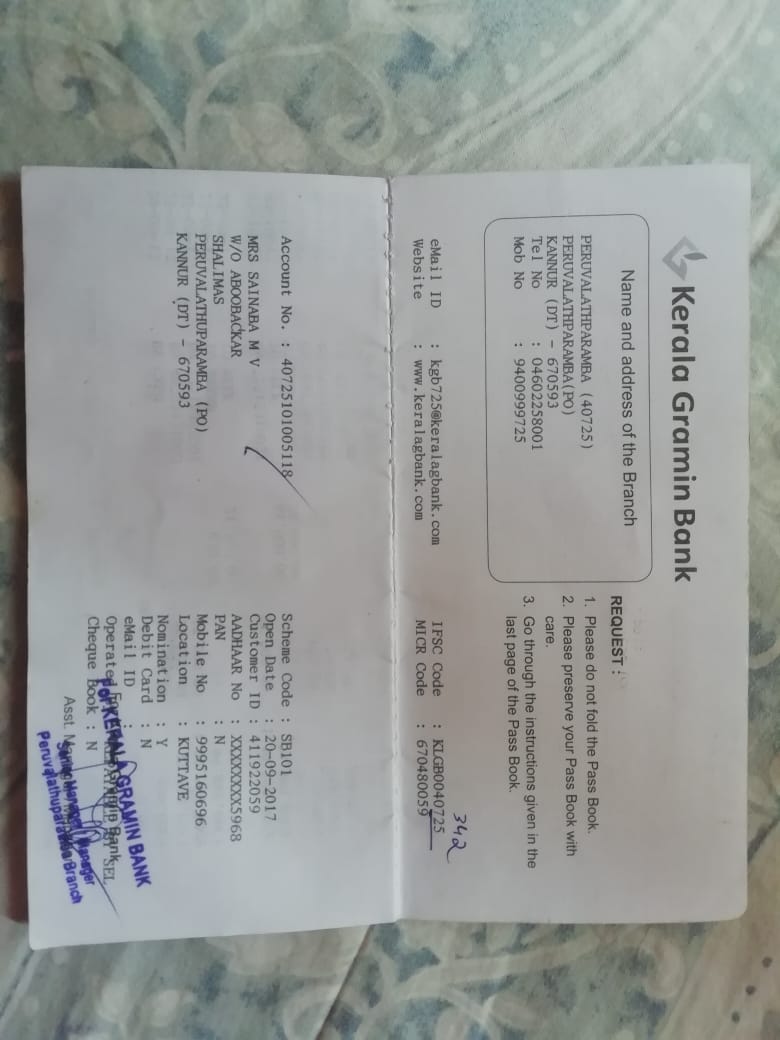 Kerala Gramin Bank
Name and address of the Branch
PERUVALATHPARAMBA (40725)
PERUVALATHPARAMBA(PO)
KANNUR (DT) - 670593
Tel No : 04602258001
Mob No : 9400999725
REQUEST :
1. Please do not fold the Pass Book.
2. Please preserve your Pass Book with
care.
3. Go through the instructions given in the
last page of the Pass Book.
eMail ID : kgb725@keralagbank.com
Website : www.keralagbank.com
IFSC Code : KLGB0040725
MICR Code : 670480059
342
Account No. : 40725101005118
MRS SAINABA M V
W/O ABOOBACKAR
SHALIMAS
PERUVALATHUPARAMBA (PO)
KANNUR (DT) - 670593
Scheme Code : SB101
Open Date : 20-09-2017
Customer ID : 411922059
AADHAAR No : XXXXXXXX5968
PAN : N
Mobile No : 9995160696
Location : KUTTAVE
Nomination : Y
Debit Card : N
eMail ID :
Operated SEL
Cheque Book : N
For KERALA GRAMIN BANK
Manager
Branch